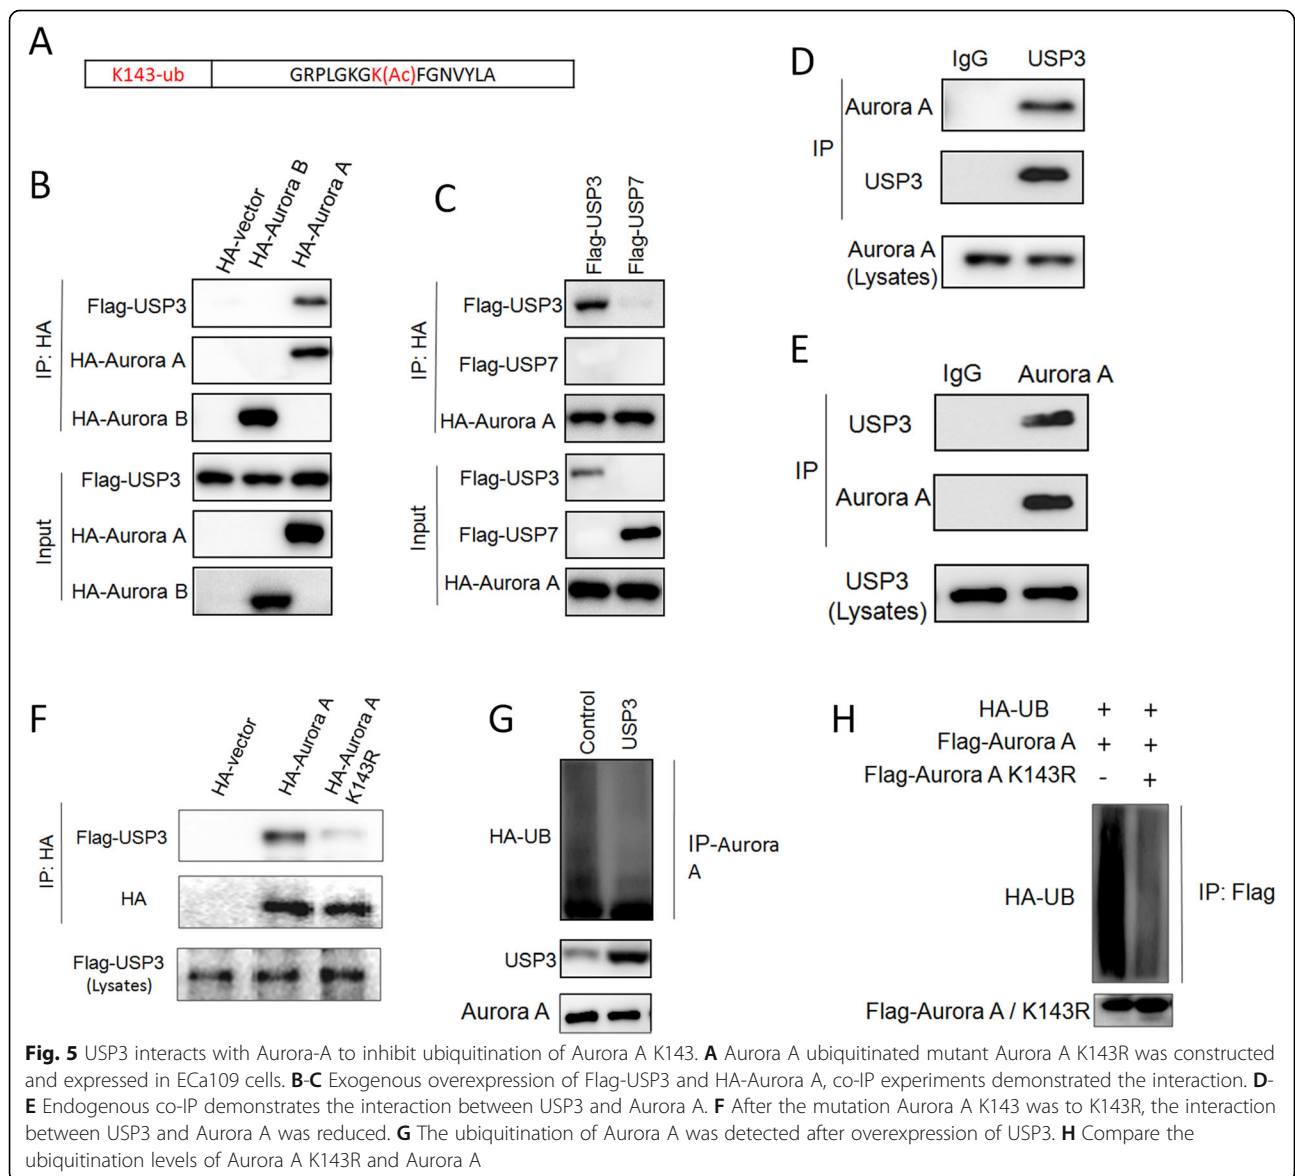 A
K143-ub GRPLGKGK(Ac)FGNVYLA
B
HA-vector
HA-Aurora B
HA-Aurora A
IP: HA
Flag-USP3
HA-Aurora A
HA-Aurora B
Input
Flag-USP3
HA-Aurora A
HA-Aurora B
C
Flag-USP3
Flag-USP7
IP: HA
Flag-USP3
Flag-USP7
HA-Aurora A
Input
Flag-USP3
Flag-USP7
HA-Aurora A
D
IgG USP3
IP
Aurora A
USP3
Aurora A
(Lysates)
E
IgG Aurora A
IP
USP3
Aurora A
USP3
(Lysates)
F
HA-vector
HA-Aurora A
HA-Aurora A
K143R
IP: HA
Flag-USP3
HA
Flag-USP3
(Lysates)
G
Control
USP3
HA-UB
IP-Aurora
A
USP3
Aurora A
H
HA-UB + +
Flag-Aurora A + +
Flag-Aurora A K143R - +
HA-UB
IP: Flag
Flag-Aurora A / K143R
Fig. 5 USP3 interacts with Aurora-A to inhibit ubiquitination of Aurora A K143. A Aurora A ubiquitinated mutant Aurora A K143R was constructed
and expressed in ECa109 cells. B-C Exogenous overexpression of Flag-USP3 and HA-Aurora A, co-IP experiments demonstrated the interaction. D-
E Endogenous co-IP demonstrates the interaction between USP3 and Aurora A. F After the mutation Aurora A K143 was to K143R, the interaction
between USP3 and Aurora A was reduced. G The ubiquitination of Aurora A was detected after overexpression of USP3. H Compare the
ubiquitination levels of Aurora A K143R and Aurora A